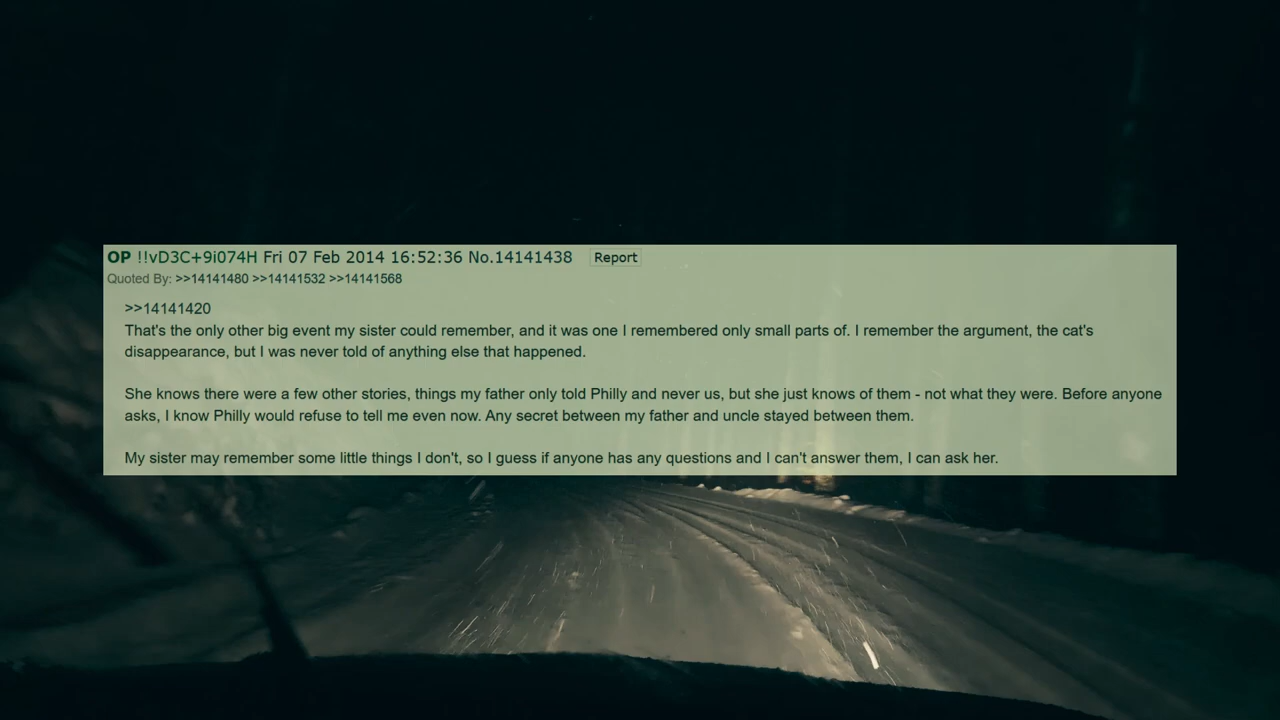 OP !!vD3C+9i074H Fri 07 Feb 2014 16:52:36 No.14141438 Report
Quoted By: >>14141480 >>14141532 >>14141568
>>14141420
That's the only other big event my sister could remember, and it was one I remembered only small parts of. I remember the argument, the cat's
disappearance, but I was never told of anything else that happened.
She knows there were a few other stories, things my father only told Philly and never us, but she just knows of them - not what they were. Before anyone
asks, I know Philly would refuse to tell me even now. Any secret between my father and uncle stayed between them.
My sister may remember some little things I don't, so I guess if anyone has any questions and I can't answer them, I can ask her.